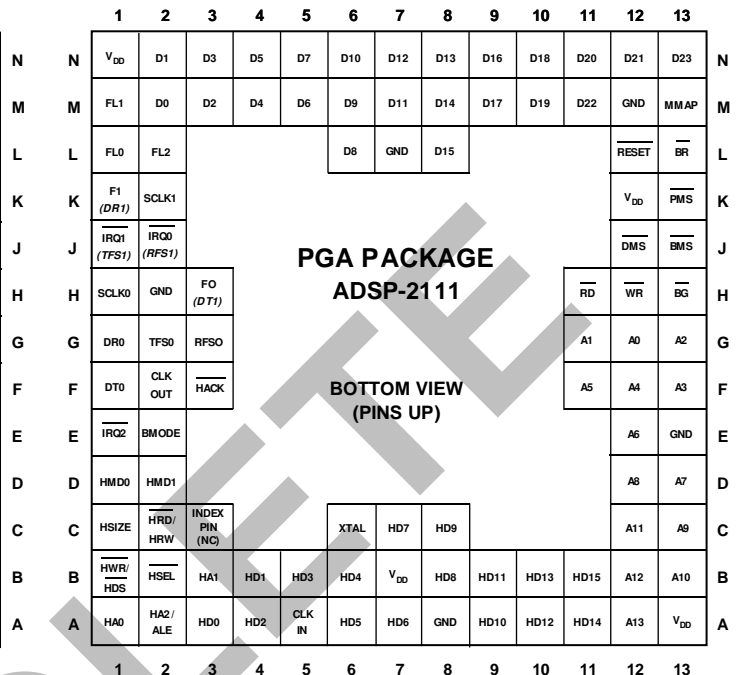 1 2 3 4 5 6 7 8 9 10 11 12 13
N N VDD D1 D3 D5 D7 D10 D12 D13 D16 D18 D20 D21 D23 N
M M FL1 D0 D2 D4 D6 D9 D11 D14 D17 D19 D22 GND MMAP M
L L FL0 FL2 D8 GND D15 RESET BR L
K K F1 (DR1) SCLK1 VDD PMS K
J J IRQ1 (TFS1) IRQ0 (RFS1) DMS BMS J
PGA PACKAGE
ADSP-2111
H H SCLK0 GND FO (DT1) RD WR BG H
G G DR0 TFS0 RFSO A1 A0 A2 G
F F DT0 CLK OUT HACK A5 A4 A3 F
BOTTOM VIEW
(PINS UP)
E E IRQ2 BMODE A6 GND E
D D HMD0 HMD1 A8 A7 D
C C HSIZE HRD/ HRW INDEX PIN (NC) XTAL HD7 HD9 A11 A9 C
B B HWR/ HDS HSEL HA1 HD1 HD3 HD4 VDD HD8 HD11 HD13 HD15 A12 A10 B
A A HA0 HA2/ ALE HD0 HD2 CLK IN HD5 HD6 GND HD10 HD12 HD14 A13 VDD A
1 2 3 4 5 6 7 8 9 10 11 12 13
LETE